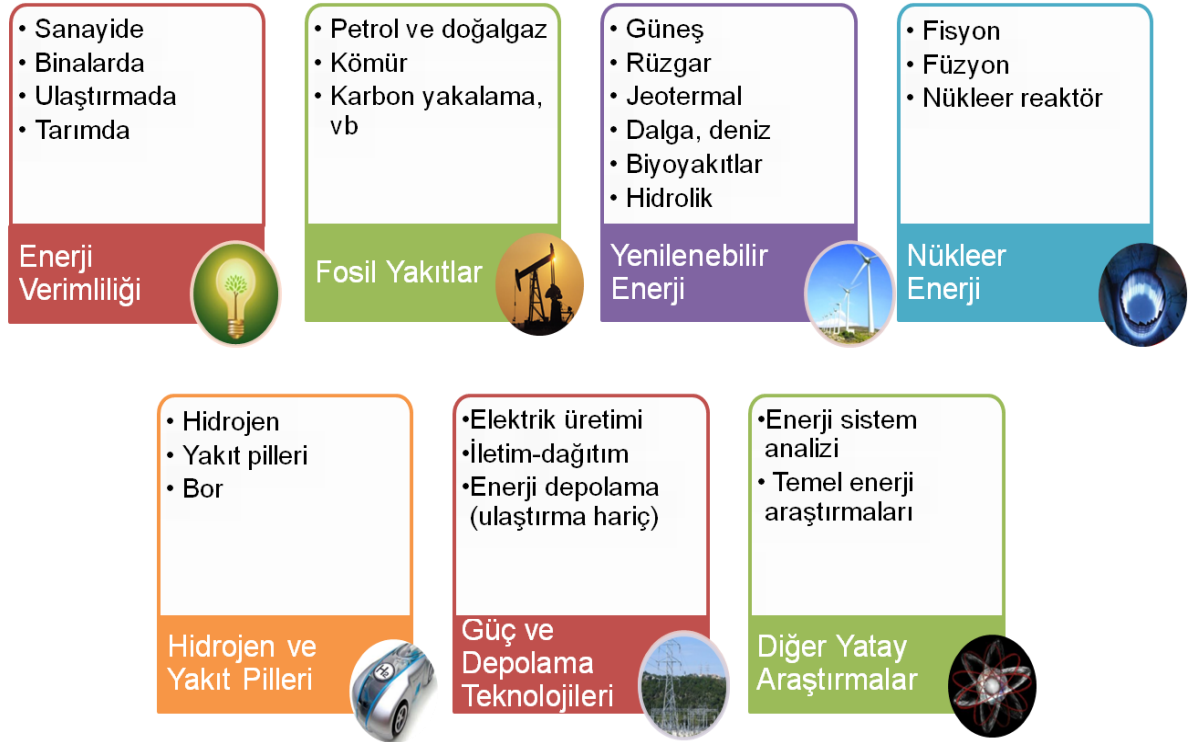 • Sanayide
• Binalarda
• Ulaştırmada
• Tarımda
Enerji
Verimliliği
• Petrol ve doğalgaz
• Kömür
• Karbon yakalama,
vb
Fosil Yakıtlar
• Güneş
• Rüzgar
• Jeotermal
• Dalga, deniz
• Biyoyakıtlar
• Hidrolik
Yenilenebilir
Enerji
• Fisyon
• Füzyon
• Nükleer reaktör
Nükleer
Enerji
• Hidrojen
• Yakıt pilleri
• Bor
Hidrojen ve
Yakıt Pilleri
•Elektrik üretimi
•İletim-dağıtım
•Enerji depolama
(ulaştırma hariç)
Güç ve
Depolama
Teknolojileri
•Enerji sistem
analizi
• Temel enerji
araştırmaları
Diğer Yatay
Araştırmalar